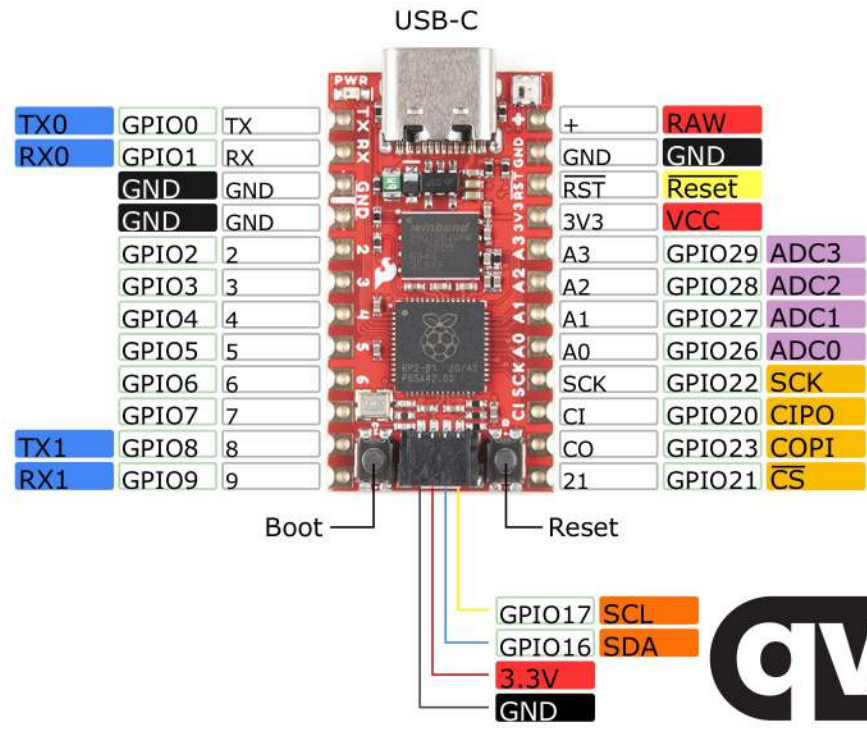 USB-C
PWR
TX0 GPIO0 TX
RX0 GPIO1 RX
GND GND
GND GND
GPIO2 2
GPIO3 3
GPIO4 4
GPIO5 5
GPIO6 6
GPIO7 7
TX1 GPIO8 8
RX1 GPIO9 9
TX
RX
GND
2
3
4
5
6
winbond
RP2-B1 20/42
P6SA42.00
+
GND
RST
3V3
A3
A2
A1
A0
SCK
CI
+ RAW
GND GND
RST Reset
3V3 VCC
A3 GPIO29 ADC3
A2 GPIO28 ADC2
A1 GPIO27 ADC1
A0 GPIO26 ADC0
SCK GPIO22 SCK
CI GPIO20 CIPO
CO GPIO23 COPI
21 GPIO21 CS
Boot
Reset
GPIO17 SCL
GPIO16 SDA
3.3V
GND